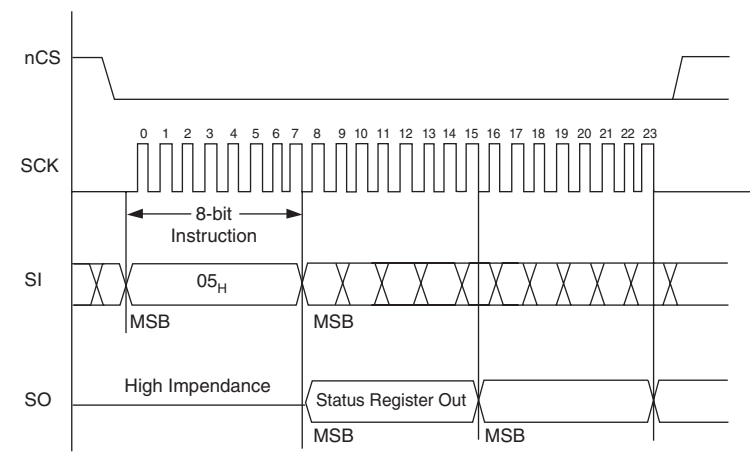 nCS
0 1 2 3 4 5 6 7 8 9 10 11 12 13 14 15 16 17 18 19 20 21 22 23
SCK
8-bit
Instruction
SI
05H
MSB MSB
High Impendance
SO
Status Register Out
MSB MSB